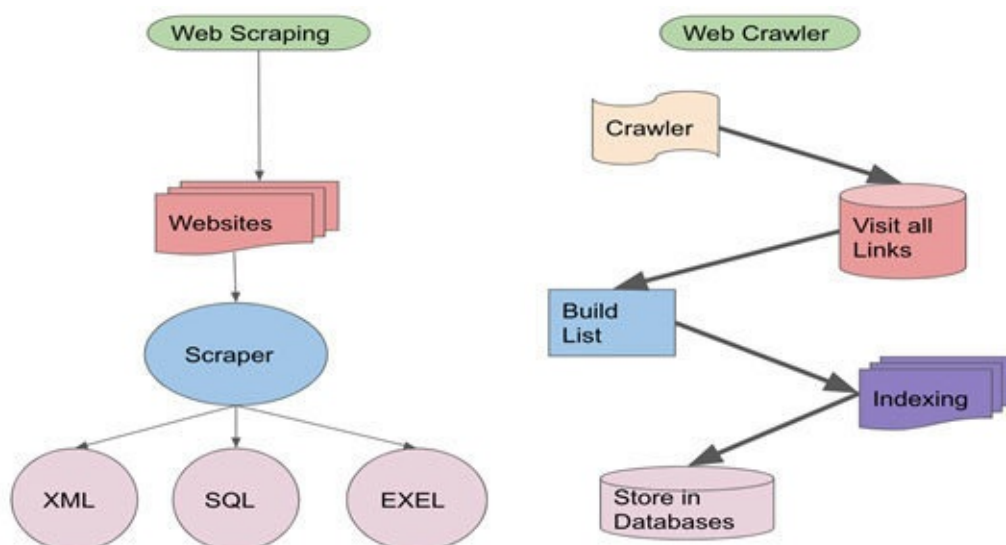 Web Scraping
Websites
Scraper
XML
SQL
EXEL
Web Crawler
Crawler
Visit all
Links
Build
List
Indexing
Store in
Databases